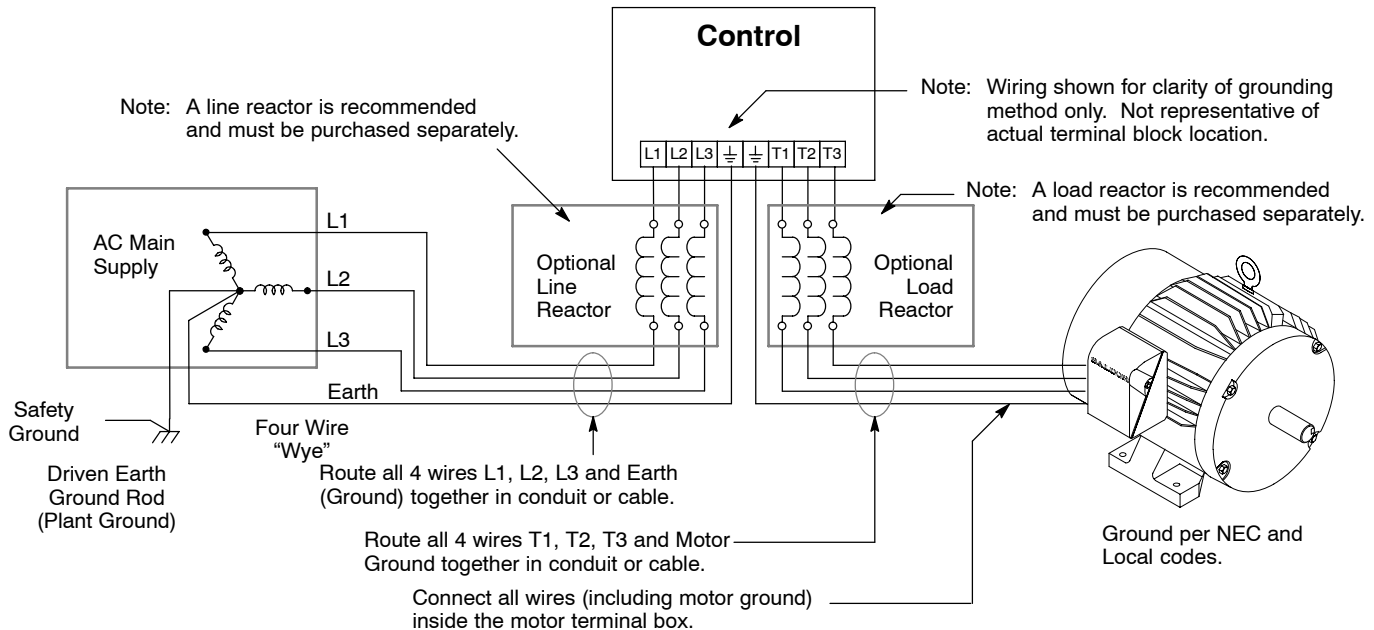 Control
Note: A line reactor is recommended
and must be purchased separately.
Note: Wiring shown for clarity of grounding
method only. Not representative of
actual terminal block location.
L1 L2 L3 T1 T2 T3
Note: A load reactor is recommended
and must be purchased separately.
AC Main
Supply
L1
L2
L3
Earth
Optional
Line
Reactor
Optional
Load
Reactor
BALDOR
Safety
Ground
Four Wire
“Wye”
Driven Earth
Ground Rod
(Plant Ground)
Route all 4 wires L1, L2, L3 and Earth
(Ground) together in conduit or cable.
Route all 4 wires T1, T2, T3 and Motor
Ground together in conduit or cable.
Connect all wires (including motor ground)
inside the motor terminal box.
Ground per NEC and
Local codes.